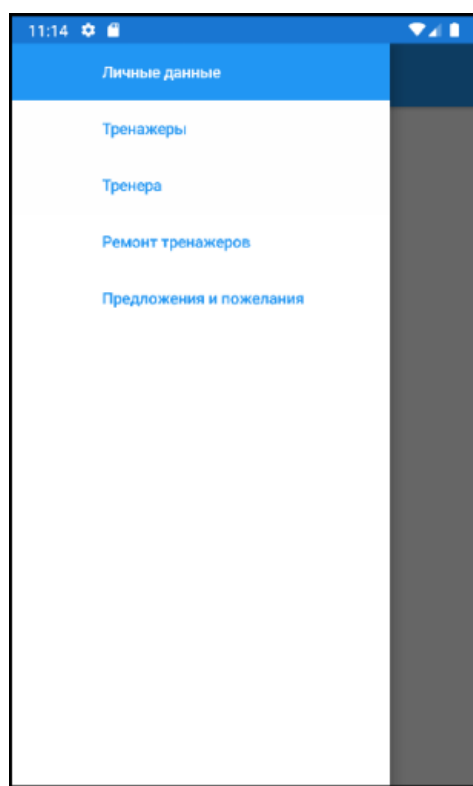 11:14
Личные данные
Тренажеры
Тренера
Ремонт тренажеров
Предложения и пожелания